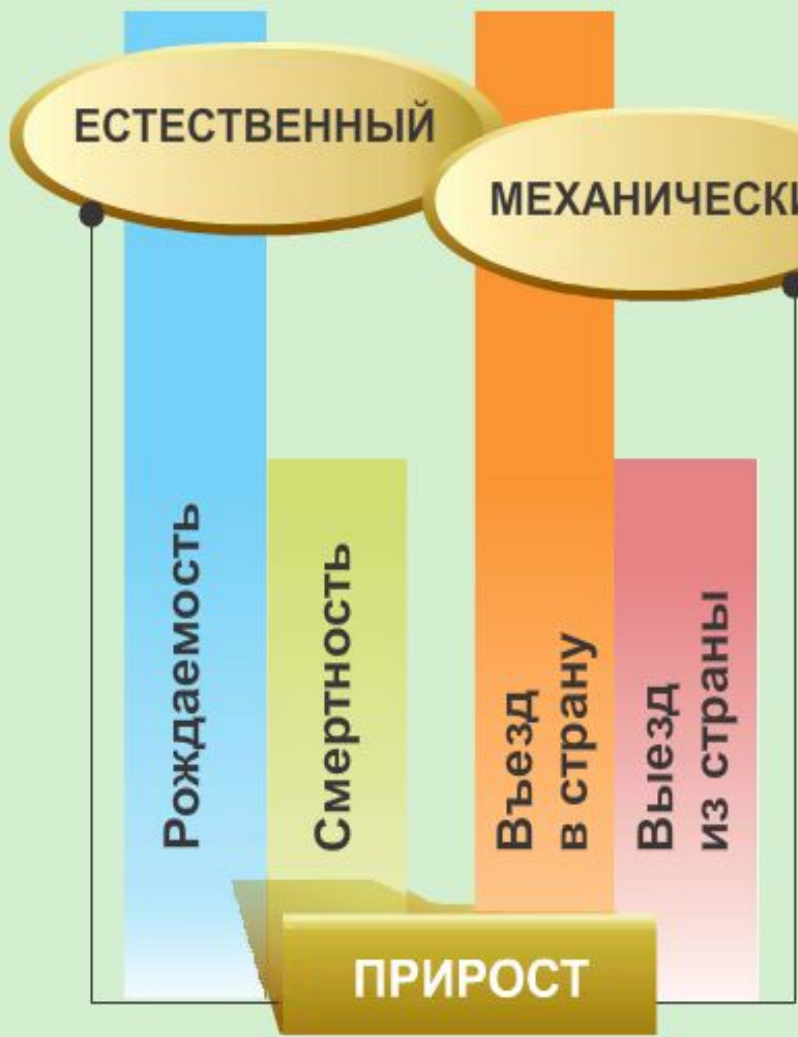 ЕСТЕСТВЕННЫЙ
МЕХАНИЧЕСКИ
Рождаемость
Смертность
Въезд
в страну
Выезд
из страны
ПРИРОСТ